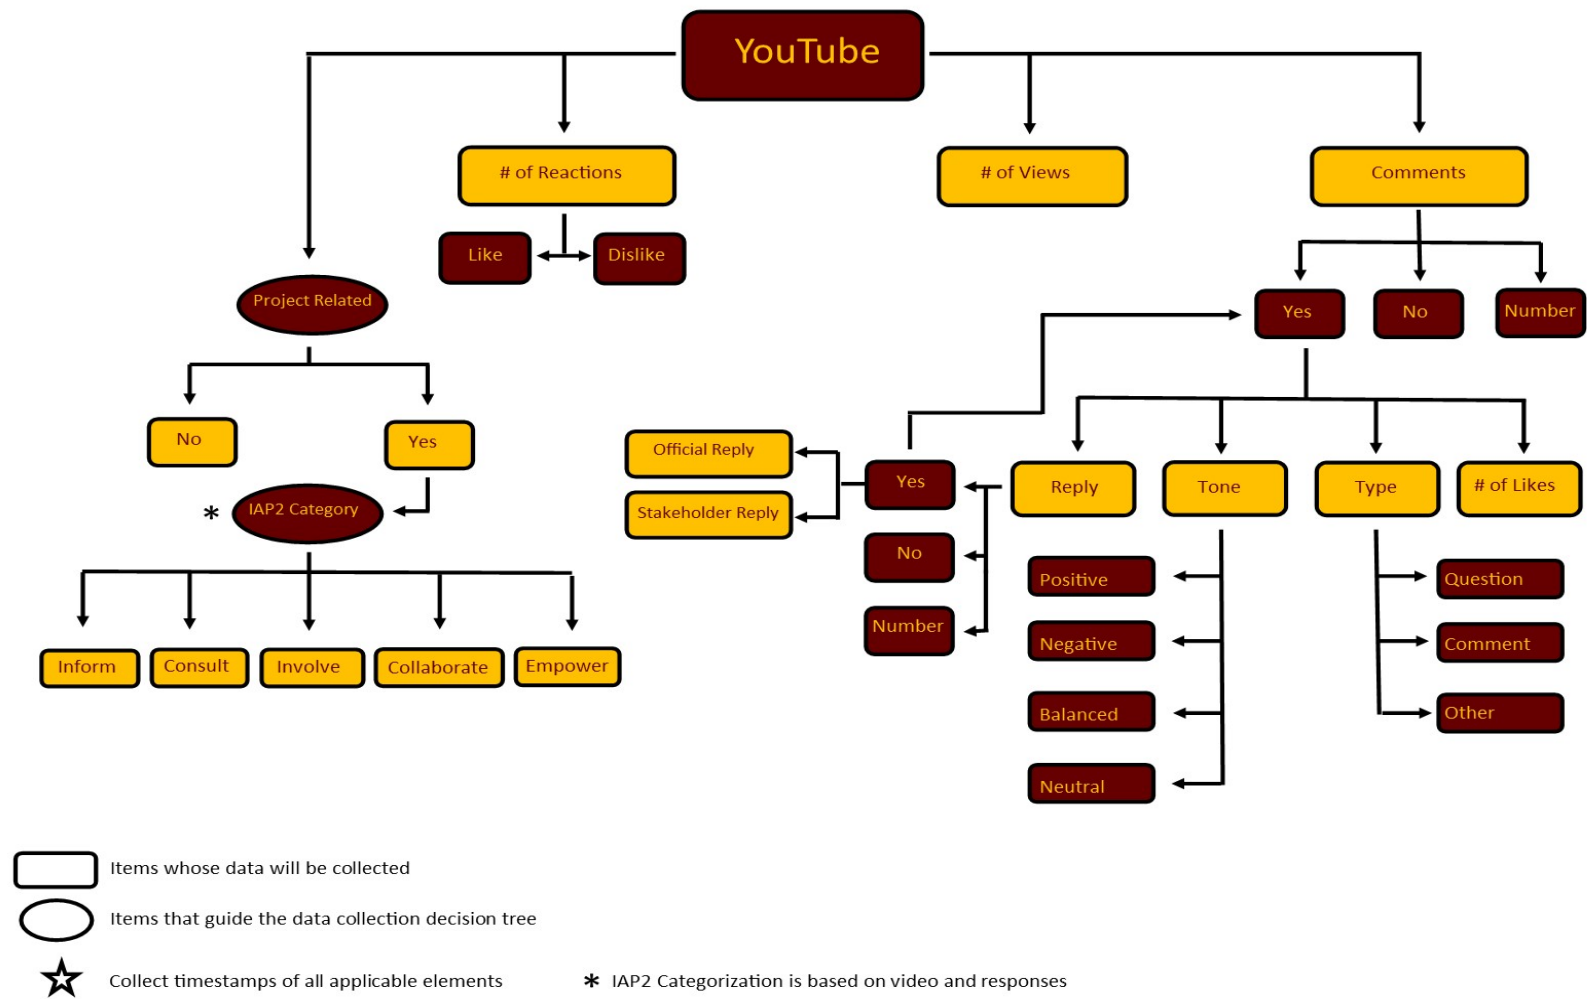 YouTube
# of Reactions
# of Views
Comments
Like
Dislike
Project Related
Yes
No
Number
No
Yes
Official Reply
Stakeholder Reply
Yes
Reply
Tone
Type
# of Likes
* IAP2 Category
No
Number
Positive
Negative
Balanced
Neutral
Question
Comment
Other
Inform
Consult
Involve
Collaborate
Empower
Items whose data will be collected
Items that guide the data collection decision tree
Collect timestamps of all applicable elements
* IAP2 Categorization is based on video and responses